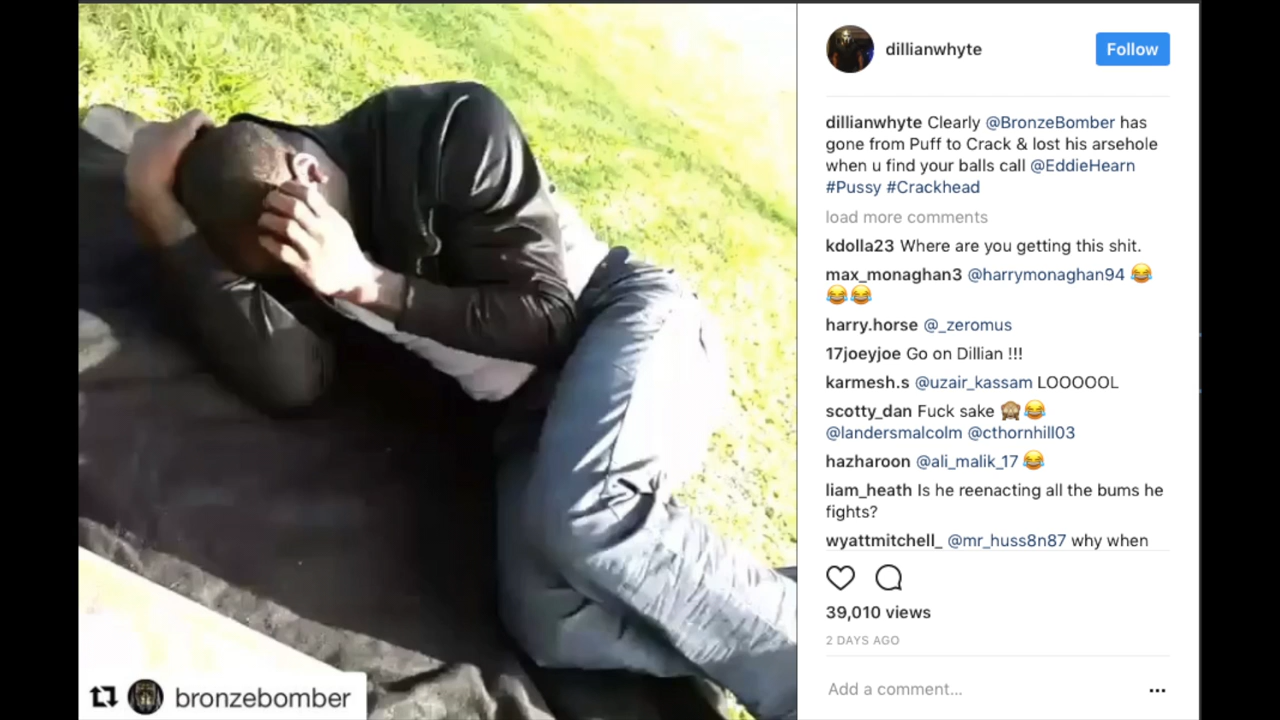 dillianwhyte
Follow
dillianwhyte Clearly @BronzeBomber has
gone from Puff to Crack & lost his arsehole
when u find your balls call @EddieHearn
#Pussy #Crackhead
load more comments
kdolla23 Where are you getting this shit.
max_monaghan3 @harrymonaghan94 😂
😂😂
harry.horse @_zeromus
17joeyjoe Go on Dillian !!!
karmesh.s @uzair_kassam LOOOOOL
scotty_dan Fuck sake 🙈😂
@landersmalcolm @cthornhill03
hazharoon @ali_malik_17 😂
liam_heath Is he reenacting all the bums he
fights?
wyattmitchell_ @mr_huss8n87 why when
39,010 views
2 DAYS AGO
Add a comment...
bronzebomber